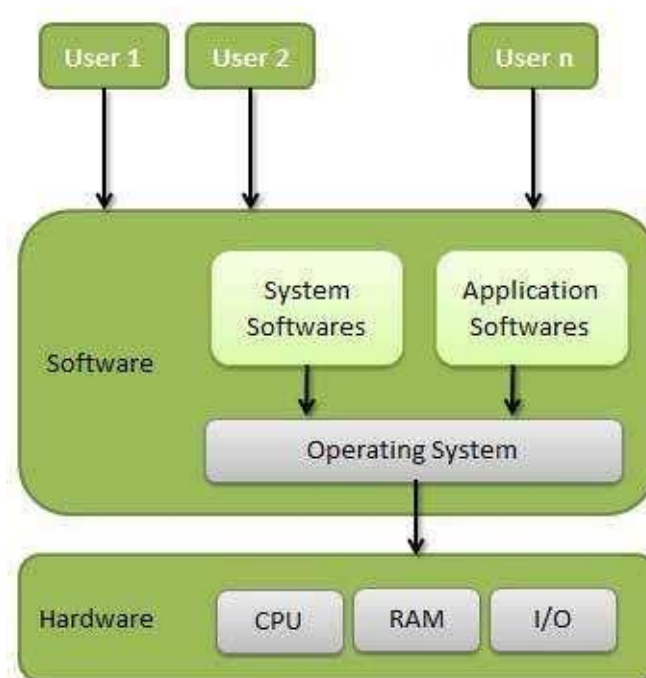 User 1
User 2
User n
System
Softwares
Application
Softwares
Software
Operating System
Hardware
CPU
RAM
I/O